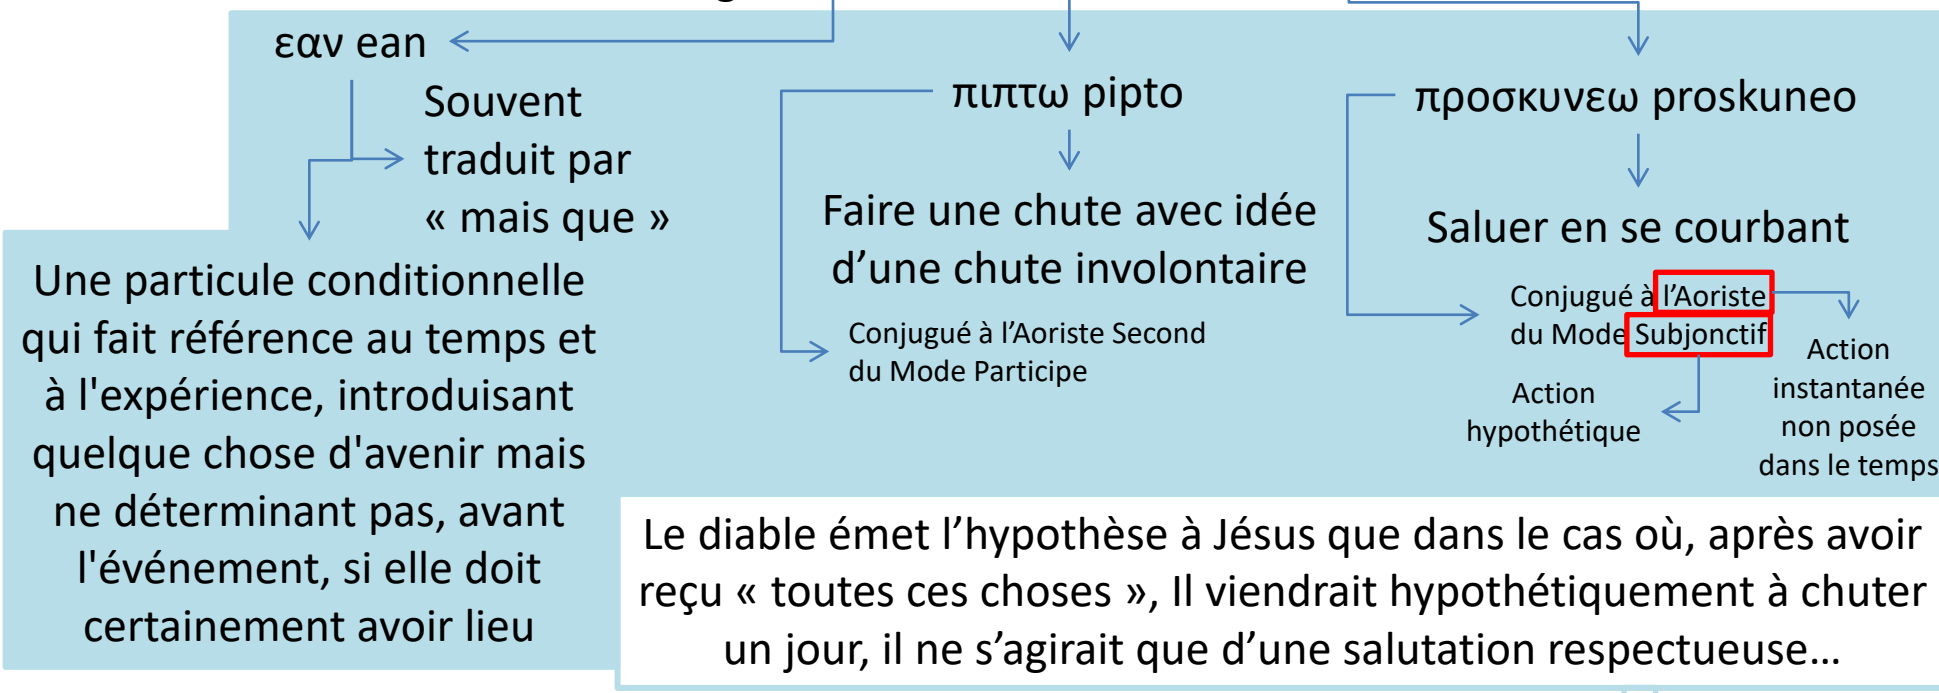 εαν ean
Souvent
traduit par
« mais que »
Une particule conditionnelle
qui fait référence au temps et
à l'expérience, introduisant
quelque chose d'avenir mais
ne déterminant pas, avant
l'événement, si elle doit
certainement avoir lieu
πιπτω pipto
Faire une chute avec idée
d’une chute involontaire
Conjugué à l’Aoriste Second
du Mode Participe
προσκυνεω proskuneo
Saluer en se courbant
Conjugué à l’Aoriste
du Mode Subjonctif
Action
hypothétique
Action
instantanée
non posée
dans le temps
Le diable émet l’hypothèse à Jésus que dans le cas où, après avoir
reçu « toutes ces choses », Il viendrait hypothétiquement à chuter
un jour, il ne s’agirait que d’une salutation respectueuse…